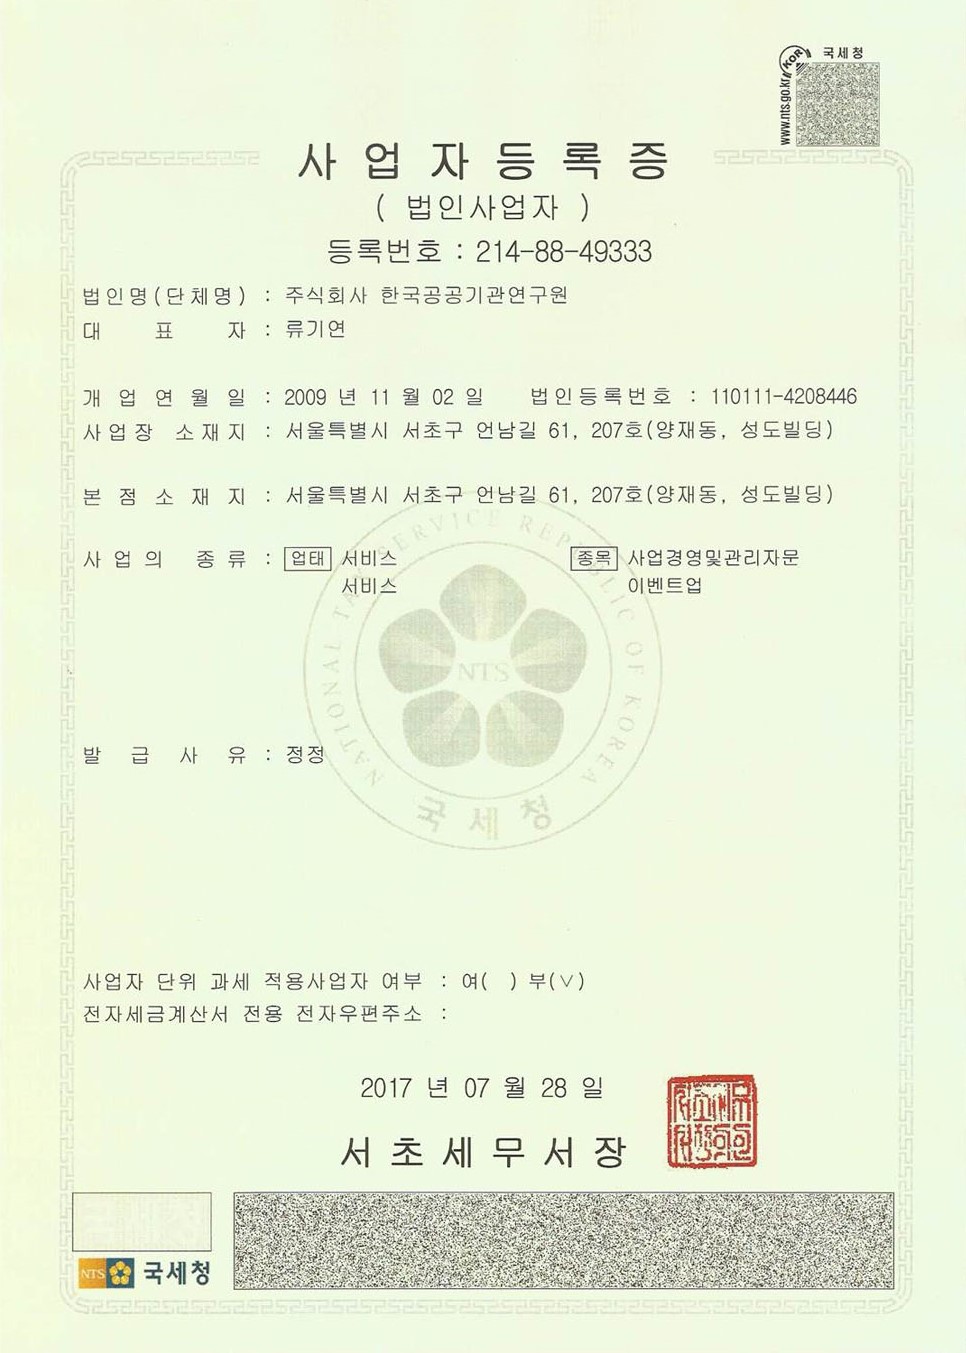 국세청
www.nts.go.kr
KOR
사업자등록증
( 법인사업자 )
등록번호 : 214-88-49333
법인명(단체명) : 주식회사 한국공공기관연구원
대 표 자 : 류기연
개 업 연 월 일 : 2009 년 11 월 02 일 법인등록번호 : 110111-4208446
사업장 소재지 : 서울특별시 서초구 언남길 61, 207호(양재동, 성도빌딩)
본 점 소 재 지 : 서울특별시 서초구 언남길 61, 207호(양재동, 성도빌딩)
사 업 의 종 류 : 업태 서비스 종목 사업경영및관리자문
서비스 이벤트업
NATIONAL TAX SERVICE REPUBLIC OF KOREA
NTS
국세청
발 급 사 유 : 정정
사업자 단위 과세 적용사업자 여부 : 여( ) 부(∨)
전자세금계산서 전용 전자우편주소 :
2017 년 07 월 28 일
서 초 세 무 서 장
NTS 국세청